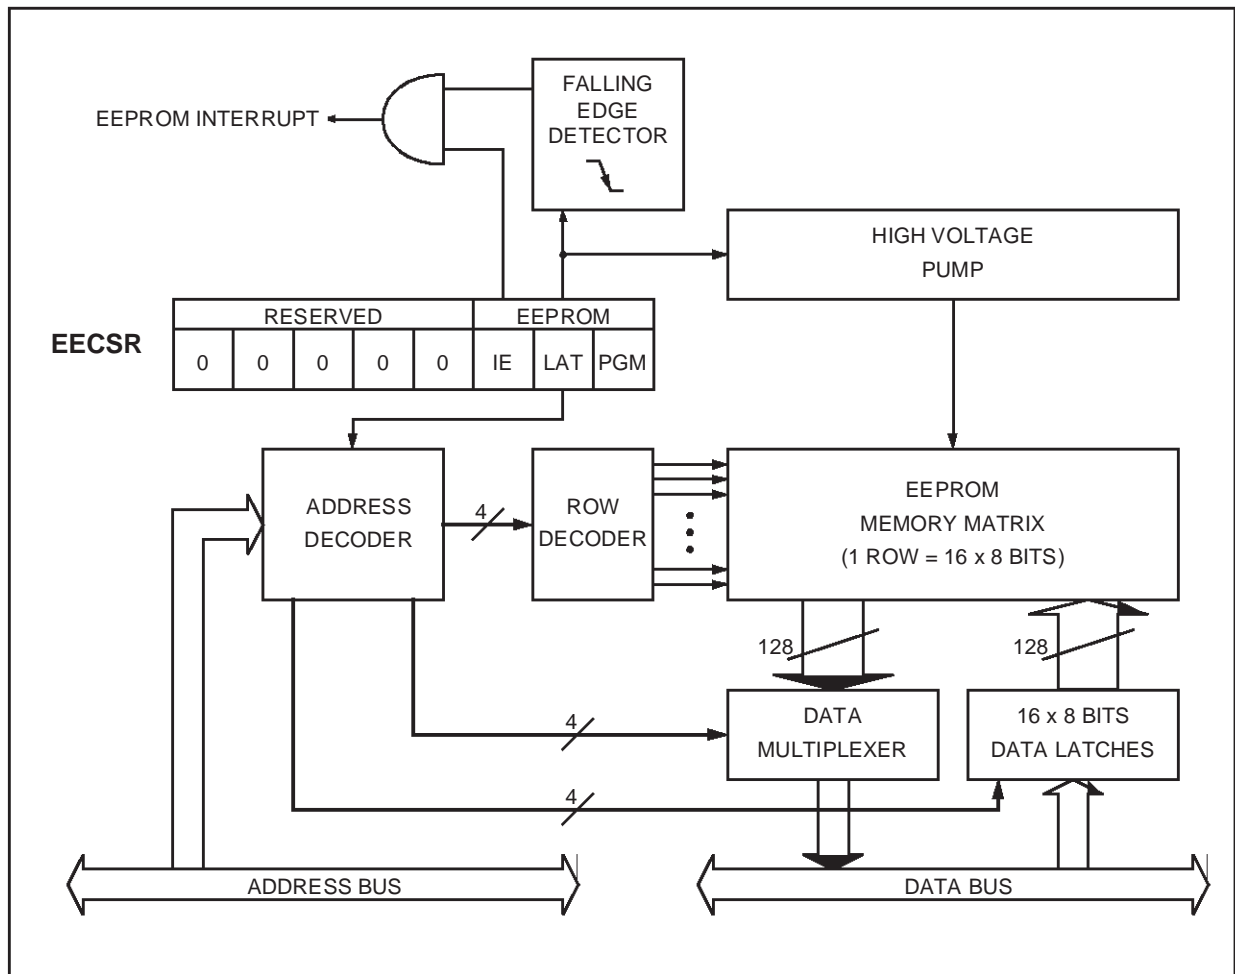 FALLING
EDGE
DETECTOR
EEPROM INTERRUPT
HIGH VOLTAGE
PUMP
RESERVED
EEPROM
EECSR
0
0
0
0
0
IE
LAT
PGM
ADDRESS
DECODER
4
ROW
DECODER
EEPROM
MEMORY MATRIX
(1 ROW = 16 x 8 BITS)
128
128
4
DATA
MULTIPLEXER
16 x 8 BITS
DATA LATCHES
4
ADDRESS BUS
DATA BUS